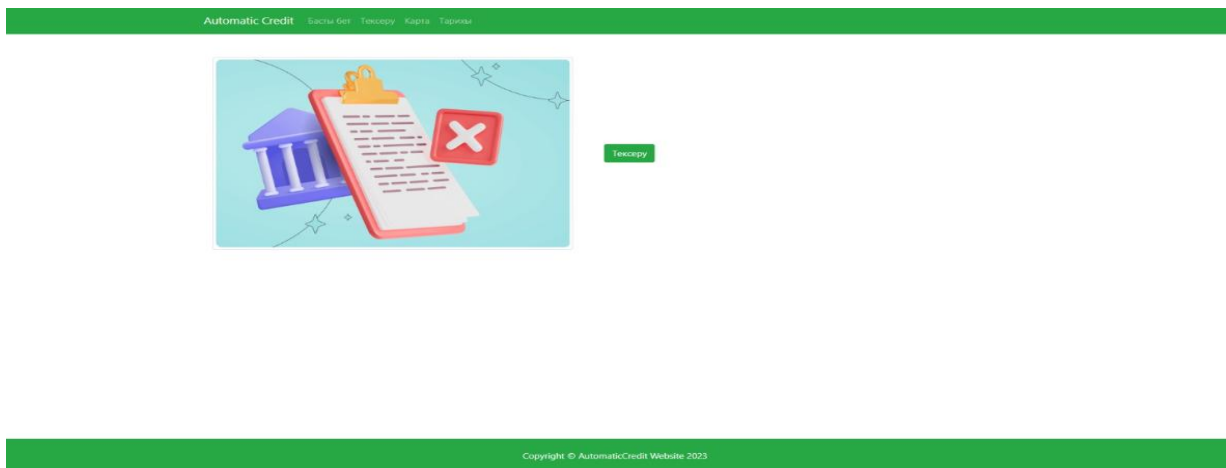 Automatic Credit Басты бет Тексеру Карта Тарихы
Тексеру
Copyright © AutomaticCredit Website 2023